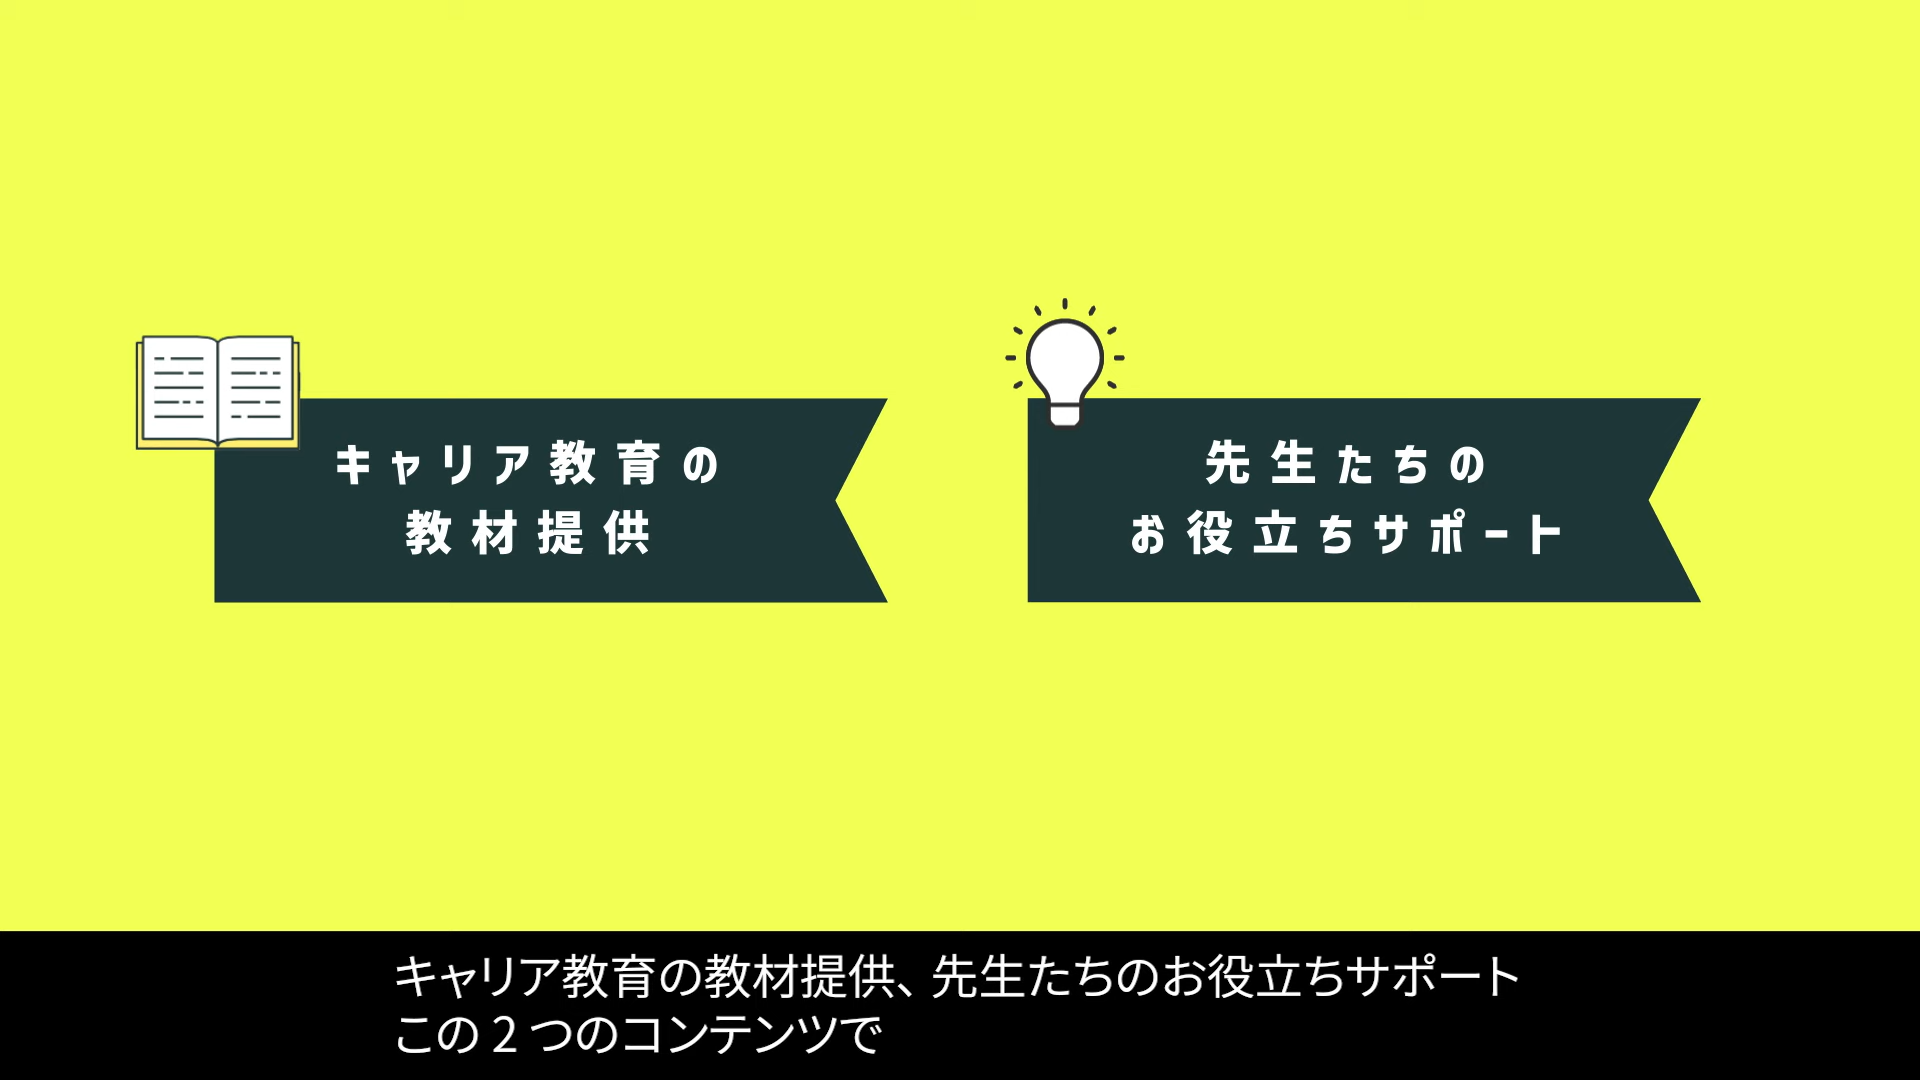 キャリア教育の
教材提供
先生たちの
お役立ちサポート
キャリア教育の教材提供、先生たちのお役立ちサポート
この2つのコンテンツで